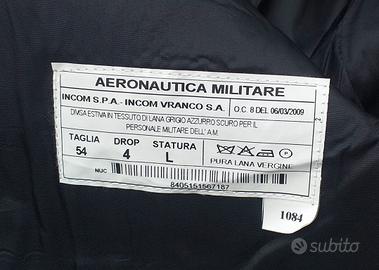 AERONAUTICA MILITARE
INCOM S.P.A.- INCOM VRANCO S.A.
O.C. 8 DEL 06/03/2009
DIVISA ESTIVA IN TESSUTO DI LANA GRIGIO AZZURRO SCURO PER IL
PERSONALE MILITARE DELL' A.M.
TAGLIA DROP STATURA
54 4 L
PURA LANA VERGINE
NUC
8405151567187
1084
subito